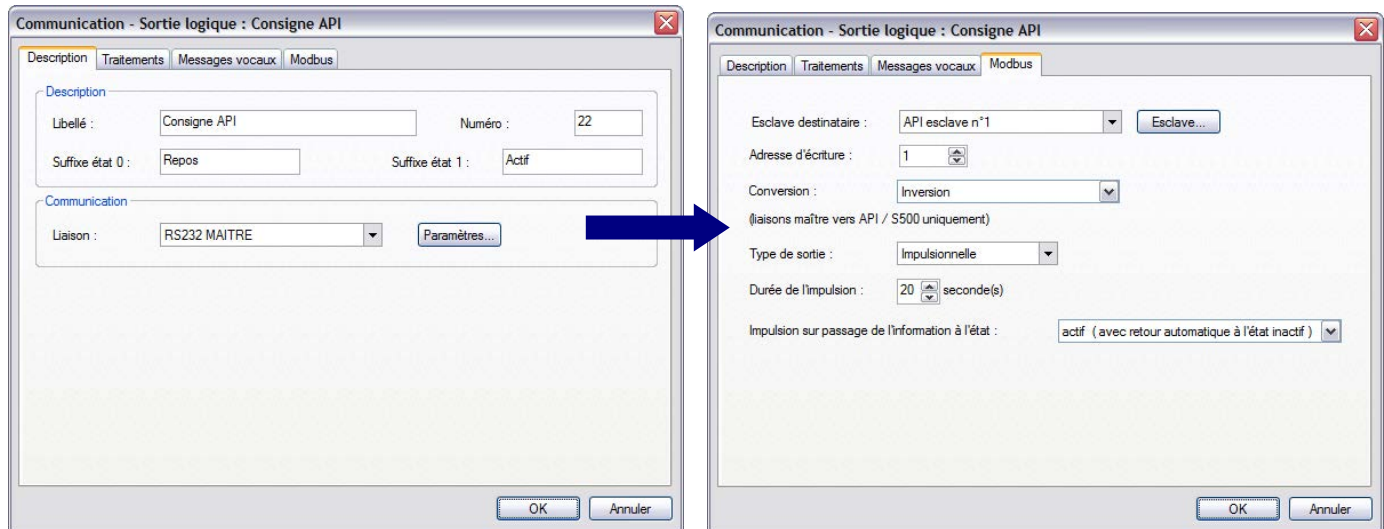 Communication - Sortie logique : Consigne API
Description Traitements Messages vocaux Modbus
Description
Libellé : Consigne API Numéro : 22
Suffixe état 0 : Repos Suffixe état 1 : Actif
Communication
Liaison : RS232 MAITRE Paramètres...
OK Annuler
Communication - Sortie logique : Consigne API
Description Traitements Messages vocaux Modbus
Esclave destinataire : API esclave n°1 Esclave...
Adresse d'écriture : 1
Conversion : Inversion
(liaisons maître vers API / S500 uniquement)
Type de sortie : Impulsionnelle
Durée de l'impulsion : 20 seconde(s)
Impulsion sur passage de l'information à l'état : actif ( avec retour automatique à l'état inactif )
OK Annuler